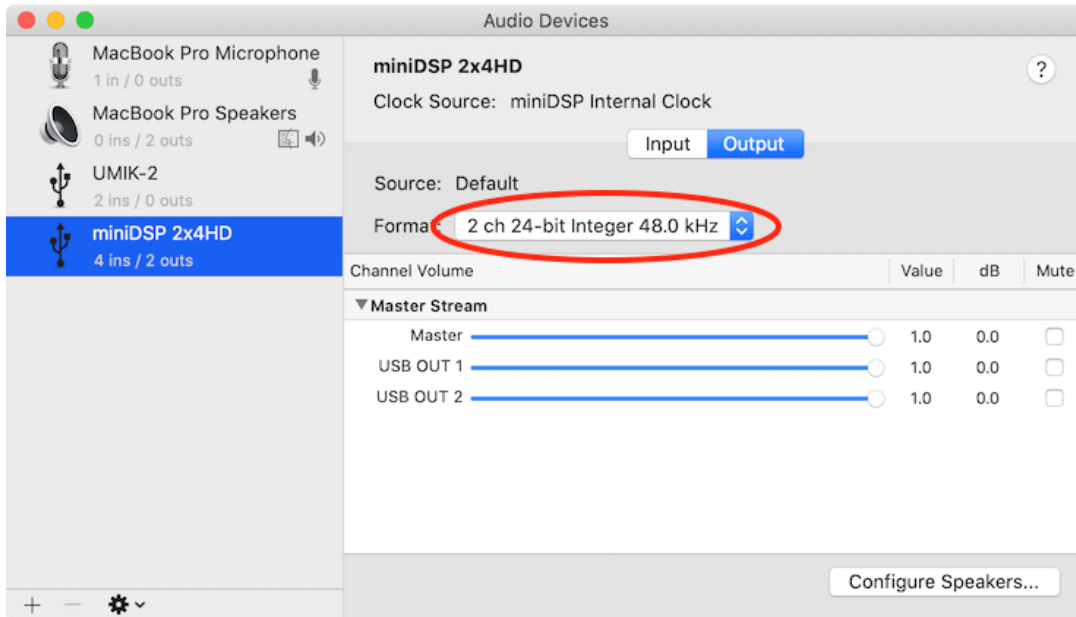 Audio Devices
MacBook Pro Microphone
1 in / 0 outs
MacBook Pro Speakers
0 ins / 2 outs
UMIK-2
2 ins / 0 outs
miniDSP 2x4HD
4 ins / 2 outs
miniDSP 2x4HD
?
Clock Source: miniDSP Internal Clock
Input Output
Source: Default
Format: 2 ch 24-bit Integer 48.0 kHz
Channel Volume Value dB Mute
Master Stream
Master 1.0 0.0
USB OUT 1 1.0 0.0
USB OUT 2 1.0 0.0
Configure Speakers...